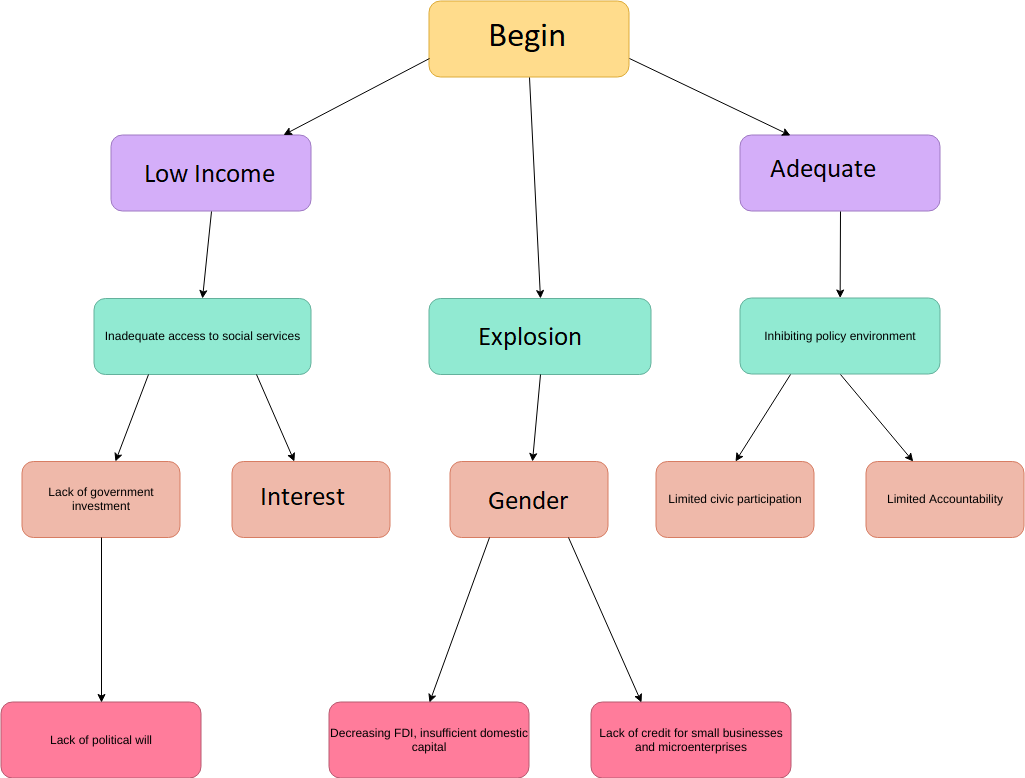 Begin
Low Income
Adequate
Inadequate access to social services
Explosion
Inhibiting policy environment
Lack of government
investment
Interest
Gender
Limited civic participation
Limited Accountability
Lack of political will
Decreasing FDI, insufficient domestic
capital
Lack of credit for small businesses
and microenterprises